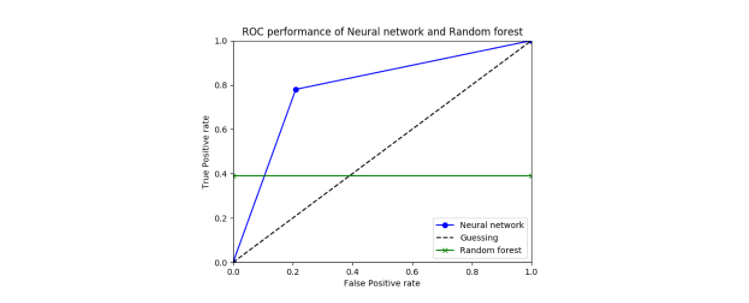 ROC performance of Neural network and Random forest
1.0
0.8
0.6
0.4
0.2
0.0
True Positive rate
0.0 0.2 0.4 0.6 0.8 1.0
False Positive rate
Neural network
Guessing
Random forest